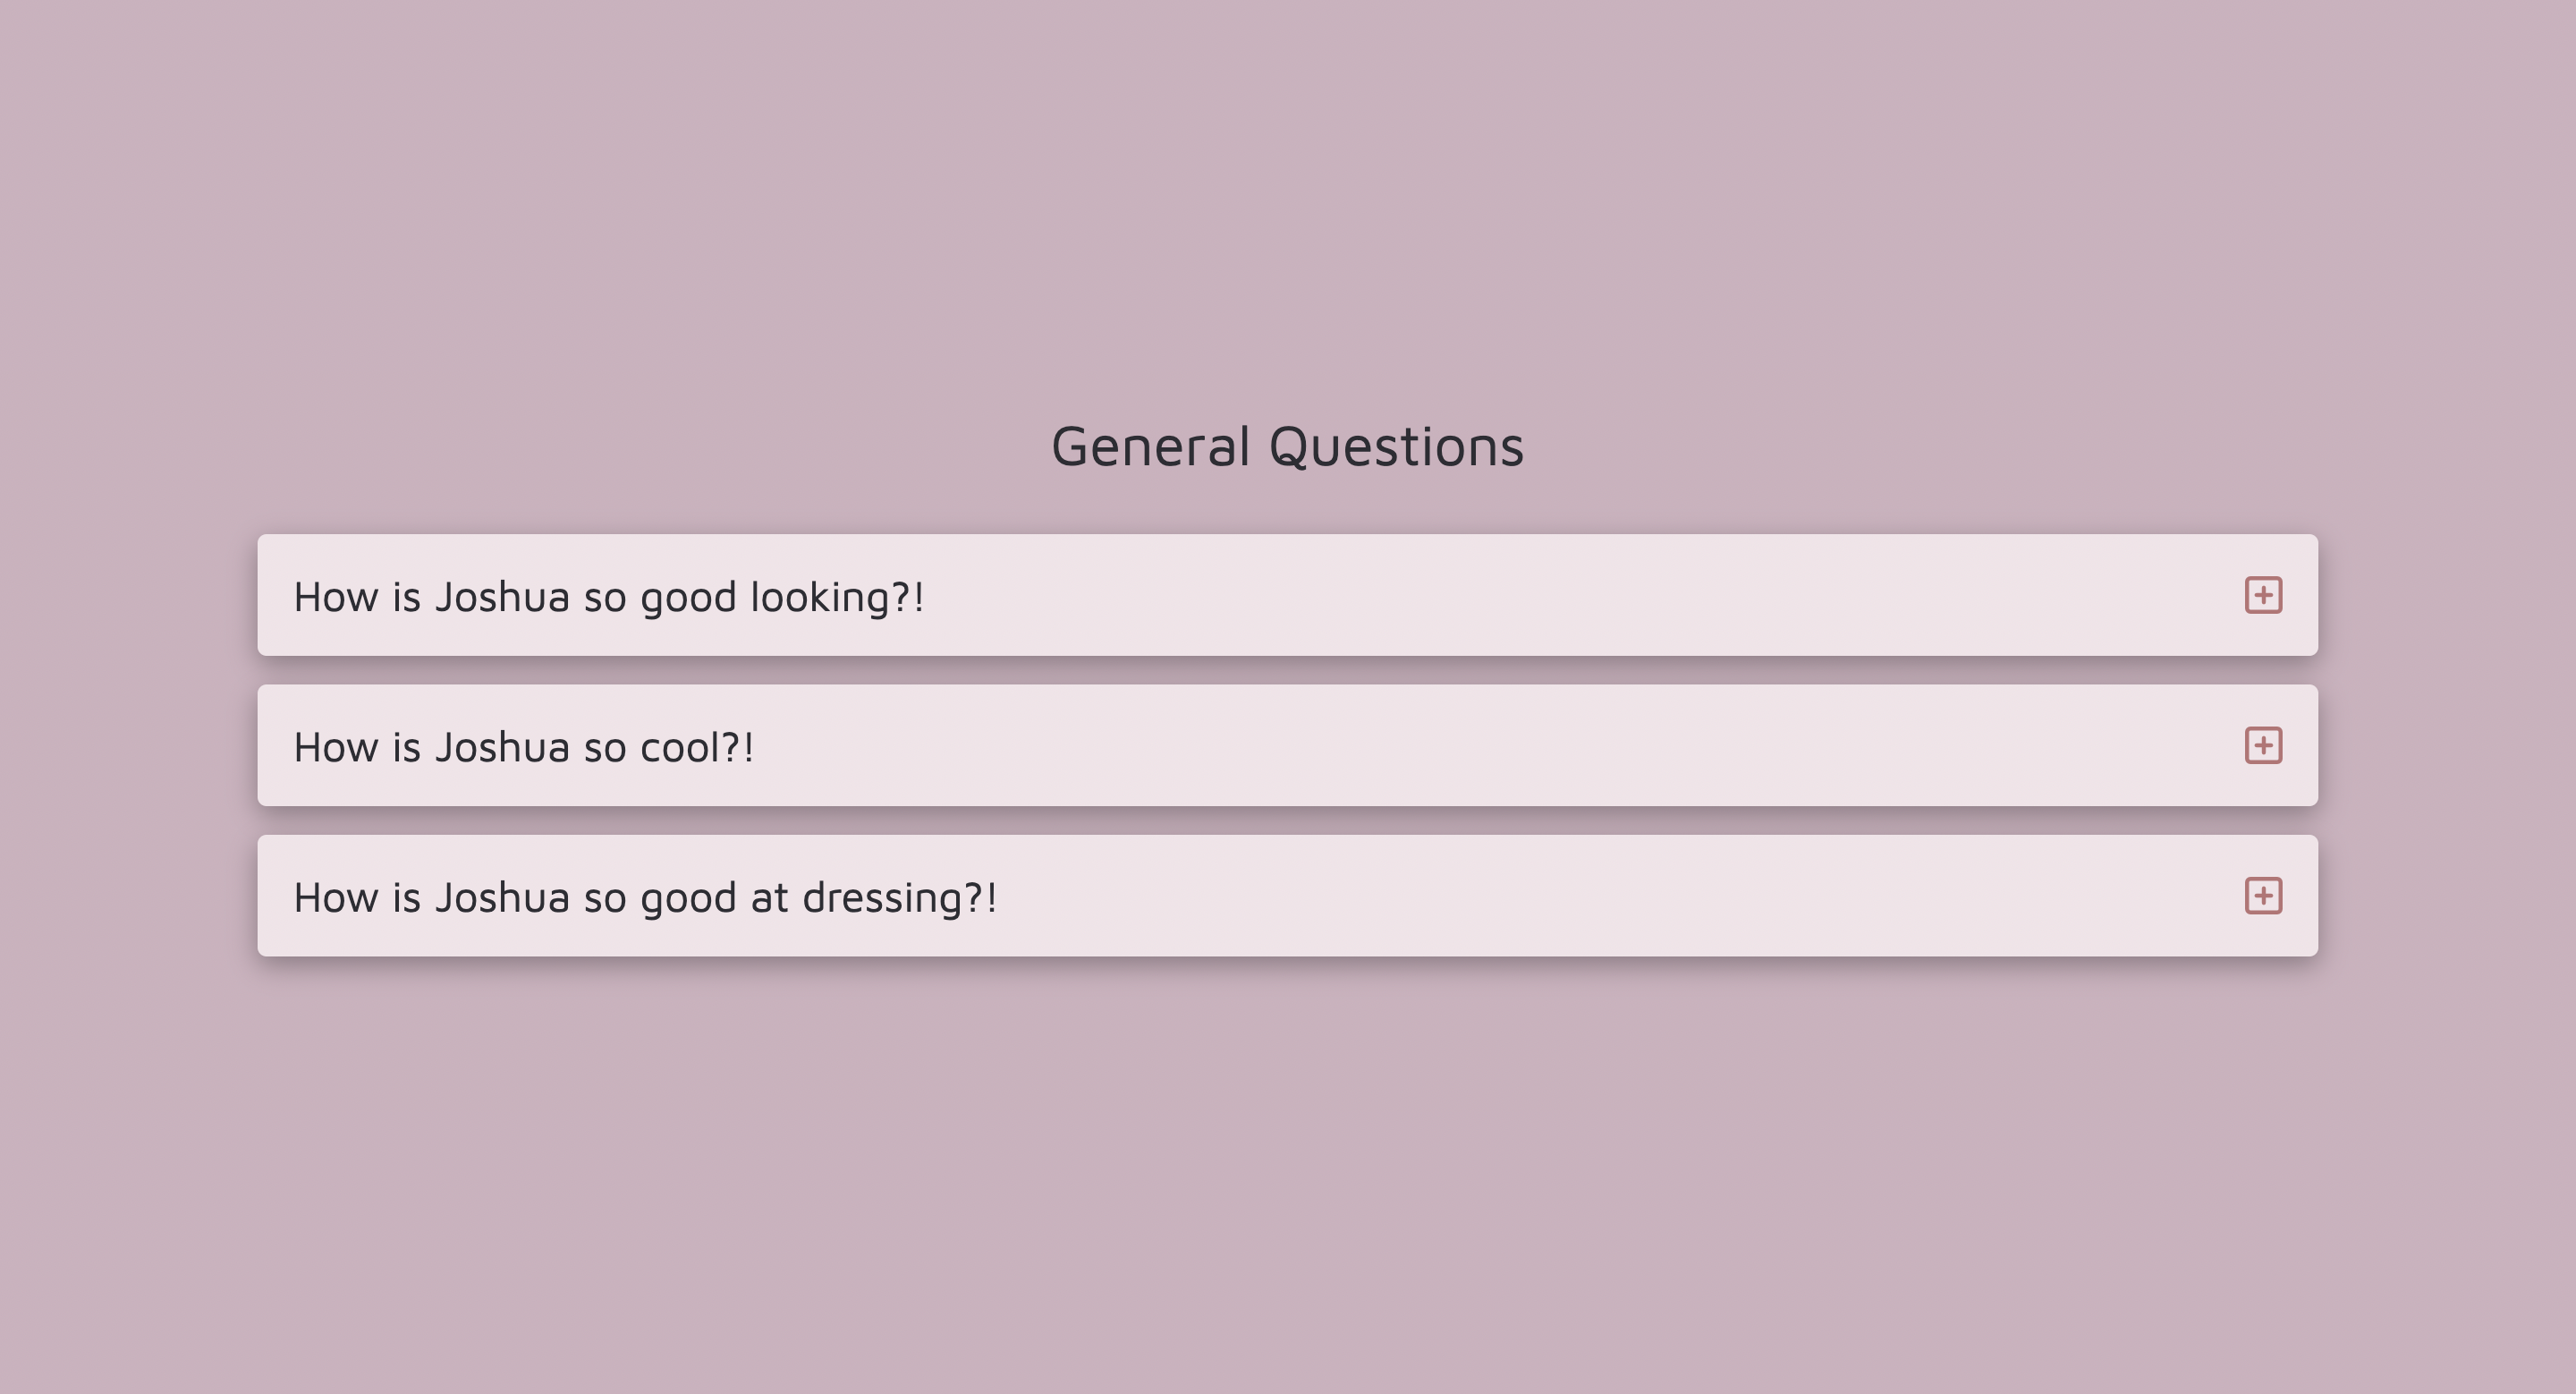 General Questions
How is Joshua so good looking?!
How is Joshua so cool?!
How is Joshua so good at dressing?!